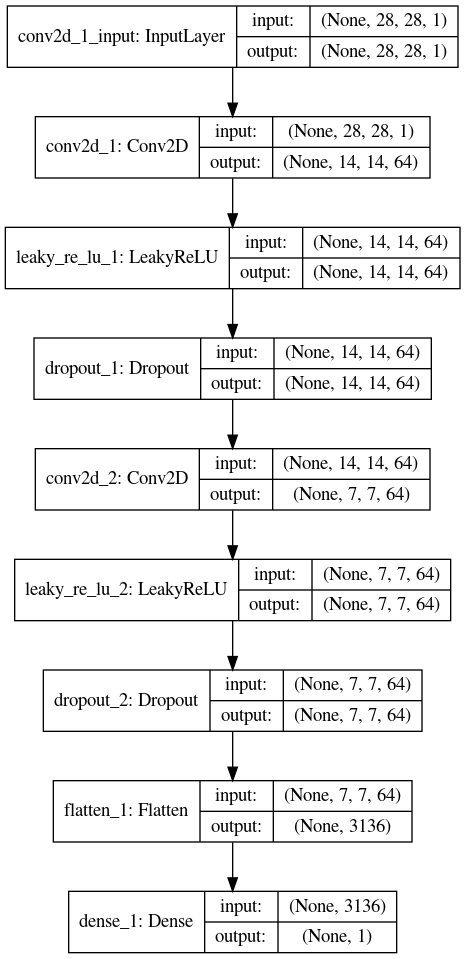 conv2d_1_input: InputLayer
input: (None, 28, 28, 1)
output: (None, 28, 28, 1)
conv2d_1: Conv2D
input: (None, 28, 28, 1)
output: (None, 14, 14, 64)
leaky_re_lu_1: LeakyReLU
input: (None, 14, 14, 64)
output: (None, 14, 14, 64)
dropout_1: Dropout
input: (None, 14, 14, 64)
output: (None, 14, 14, 64)
conv2d_2: Conv2D
input: (None, 14, 14, 64)
output: (None, 7, 7, 64)
leaky_re_lu_2: LeakyReLU
input: (None, 7, 7, 64)
output: (None, 7, 7, 64)
dropout_2: Dropout
input: (None, 7, 7, 64)
output: (None, 7, 7, 64)
flatten_1: Flatten
input: (None, 7, 7, 64)
output: (None, 3136)
dense_1: Dense
input: (None, 3136)
output: (None, 1)